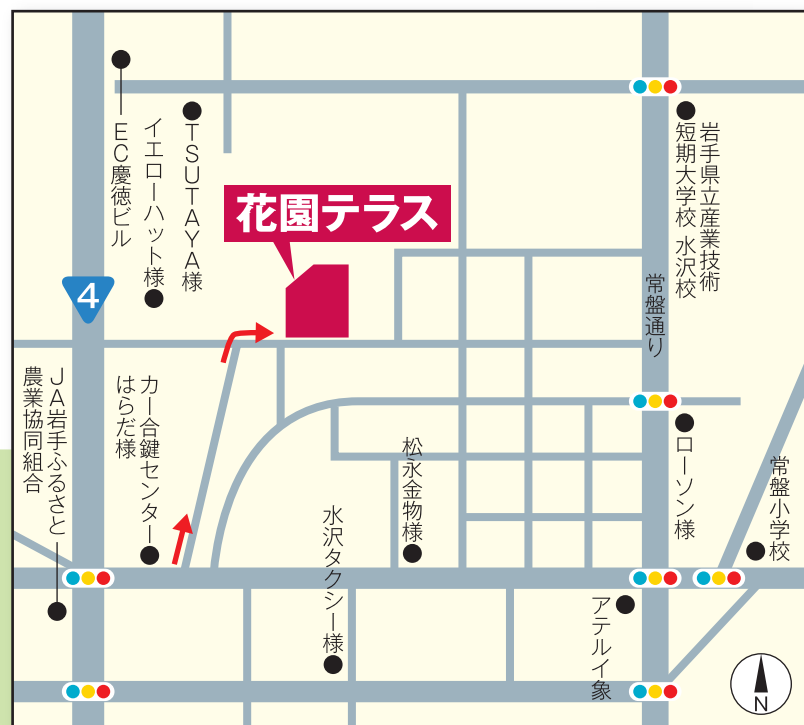 EC慶徳ビル
イエローハット様
TSUTAYA様
花園テラス
岩手県立産業技術
短期大学校 水沢校
4
常盤通り
JA岩手ふるさと
農業協同組合
カー合鍵センター
はらだ様
松永金物様
ローソン様
常盤小学校
水沢タクシー様
アテルイ象
N